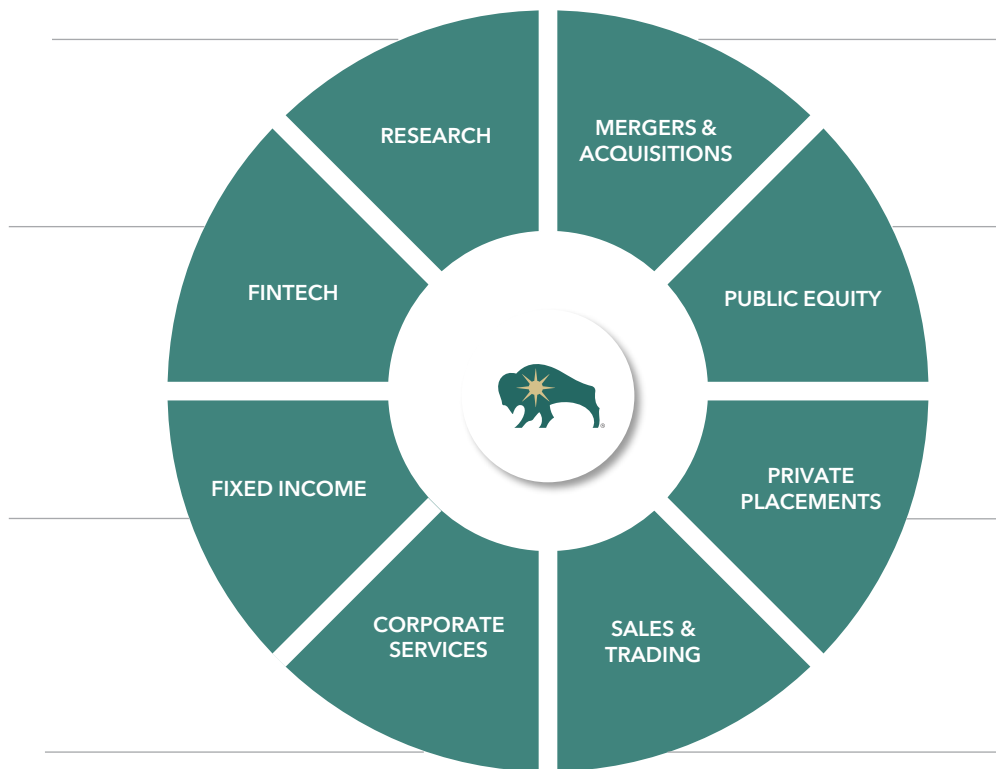 RESEARCH
MERGERS &
ACQUISITIONS
FINTECH
PUBLIC EQUITY
FIXED INCOME
PRIVATE
PLACEMENTS
CORPORATE
SERVICES
SALES &
TRADING
®